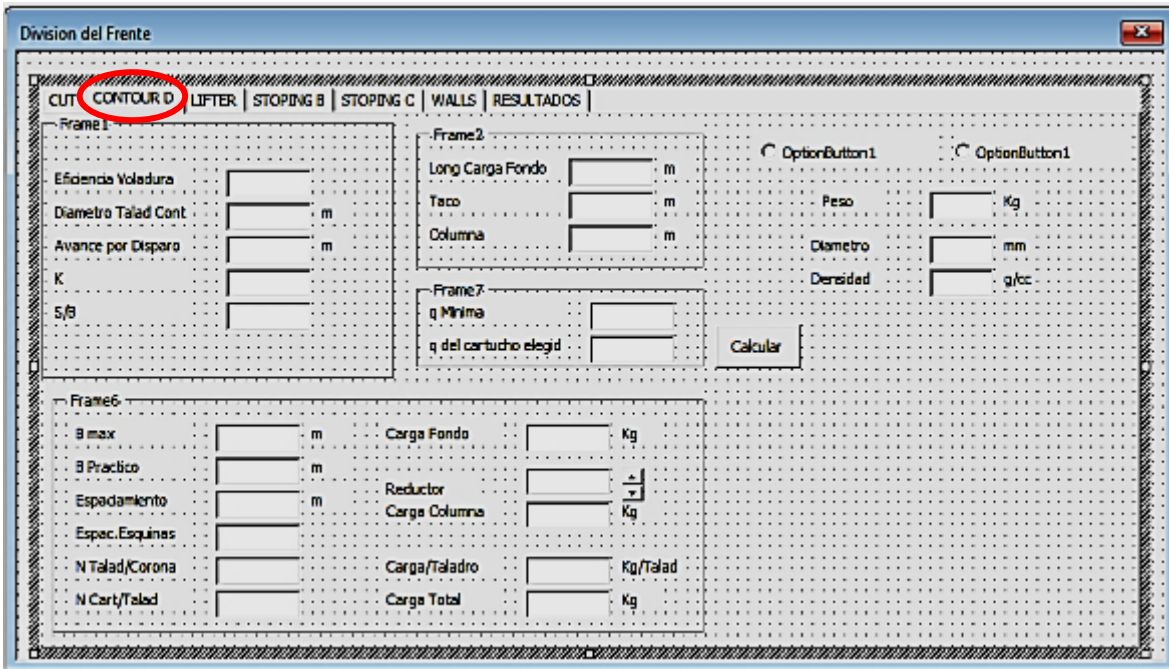 Division del Frente
CUT CONTOUR D LIFTER STOPING B STOPING C WALLS RESULTADOS
Frame1
Eficiencia Voladura
Diametro Talad Cont m
Avance por Disparo m
K
S/B
Frame2
Long Carga Fondo m
Taco m
Columna m
Frame7
q Minima
q del cartucho elegid
Calcular
OptionButton1 OptionButton1
Peso Kg
Diametro mm
Densidad g/cc
Frame6
B max m
B Practico m
Espaciamiento m
Espac.Esquinas
N Talad/Corona
N Cart/Talad
Carga Fondo Kg
Reductor
Carga Columna Kg
Carga/Taladro Kg/Talad
Carga Total Kg